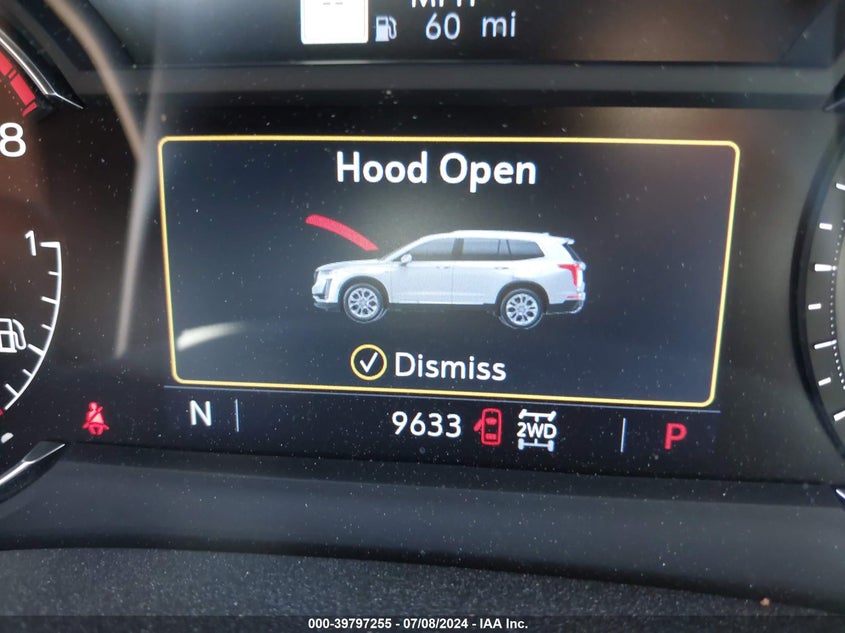 60 mi
8
Hood Open
1
Dismiss
N
9633
2WD
P
000-39797255 - 07/08/2024 - IAA Inc.